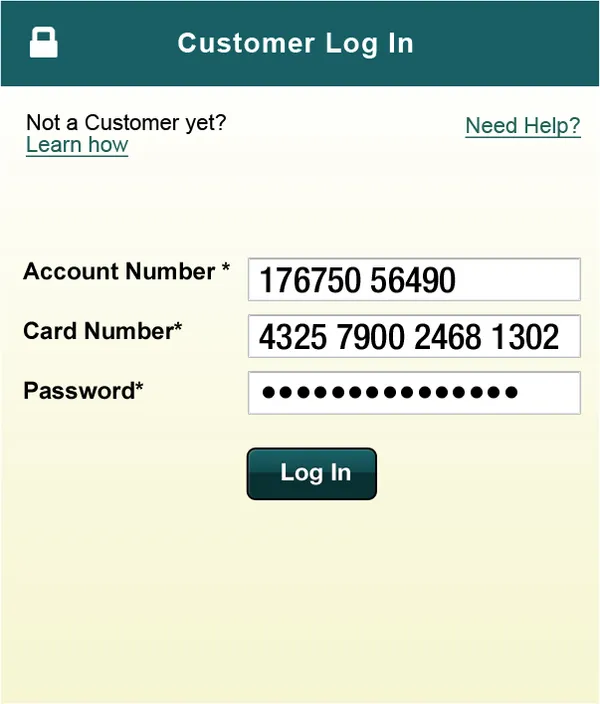 Customer Log In
Not a Customer yet?
Need Help?
Learn how
Account Number *
176750 56490
Card Number*
4325 7900 2468 1302
Password*
●●●●●●●●●●●●●●●
Log In